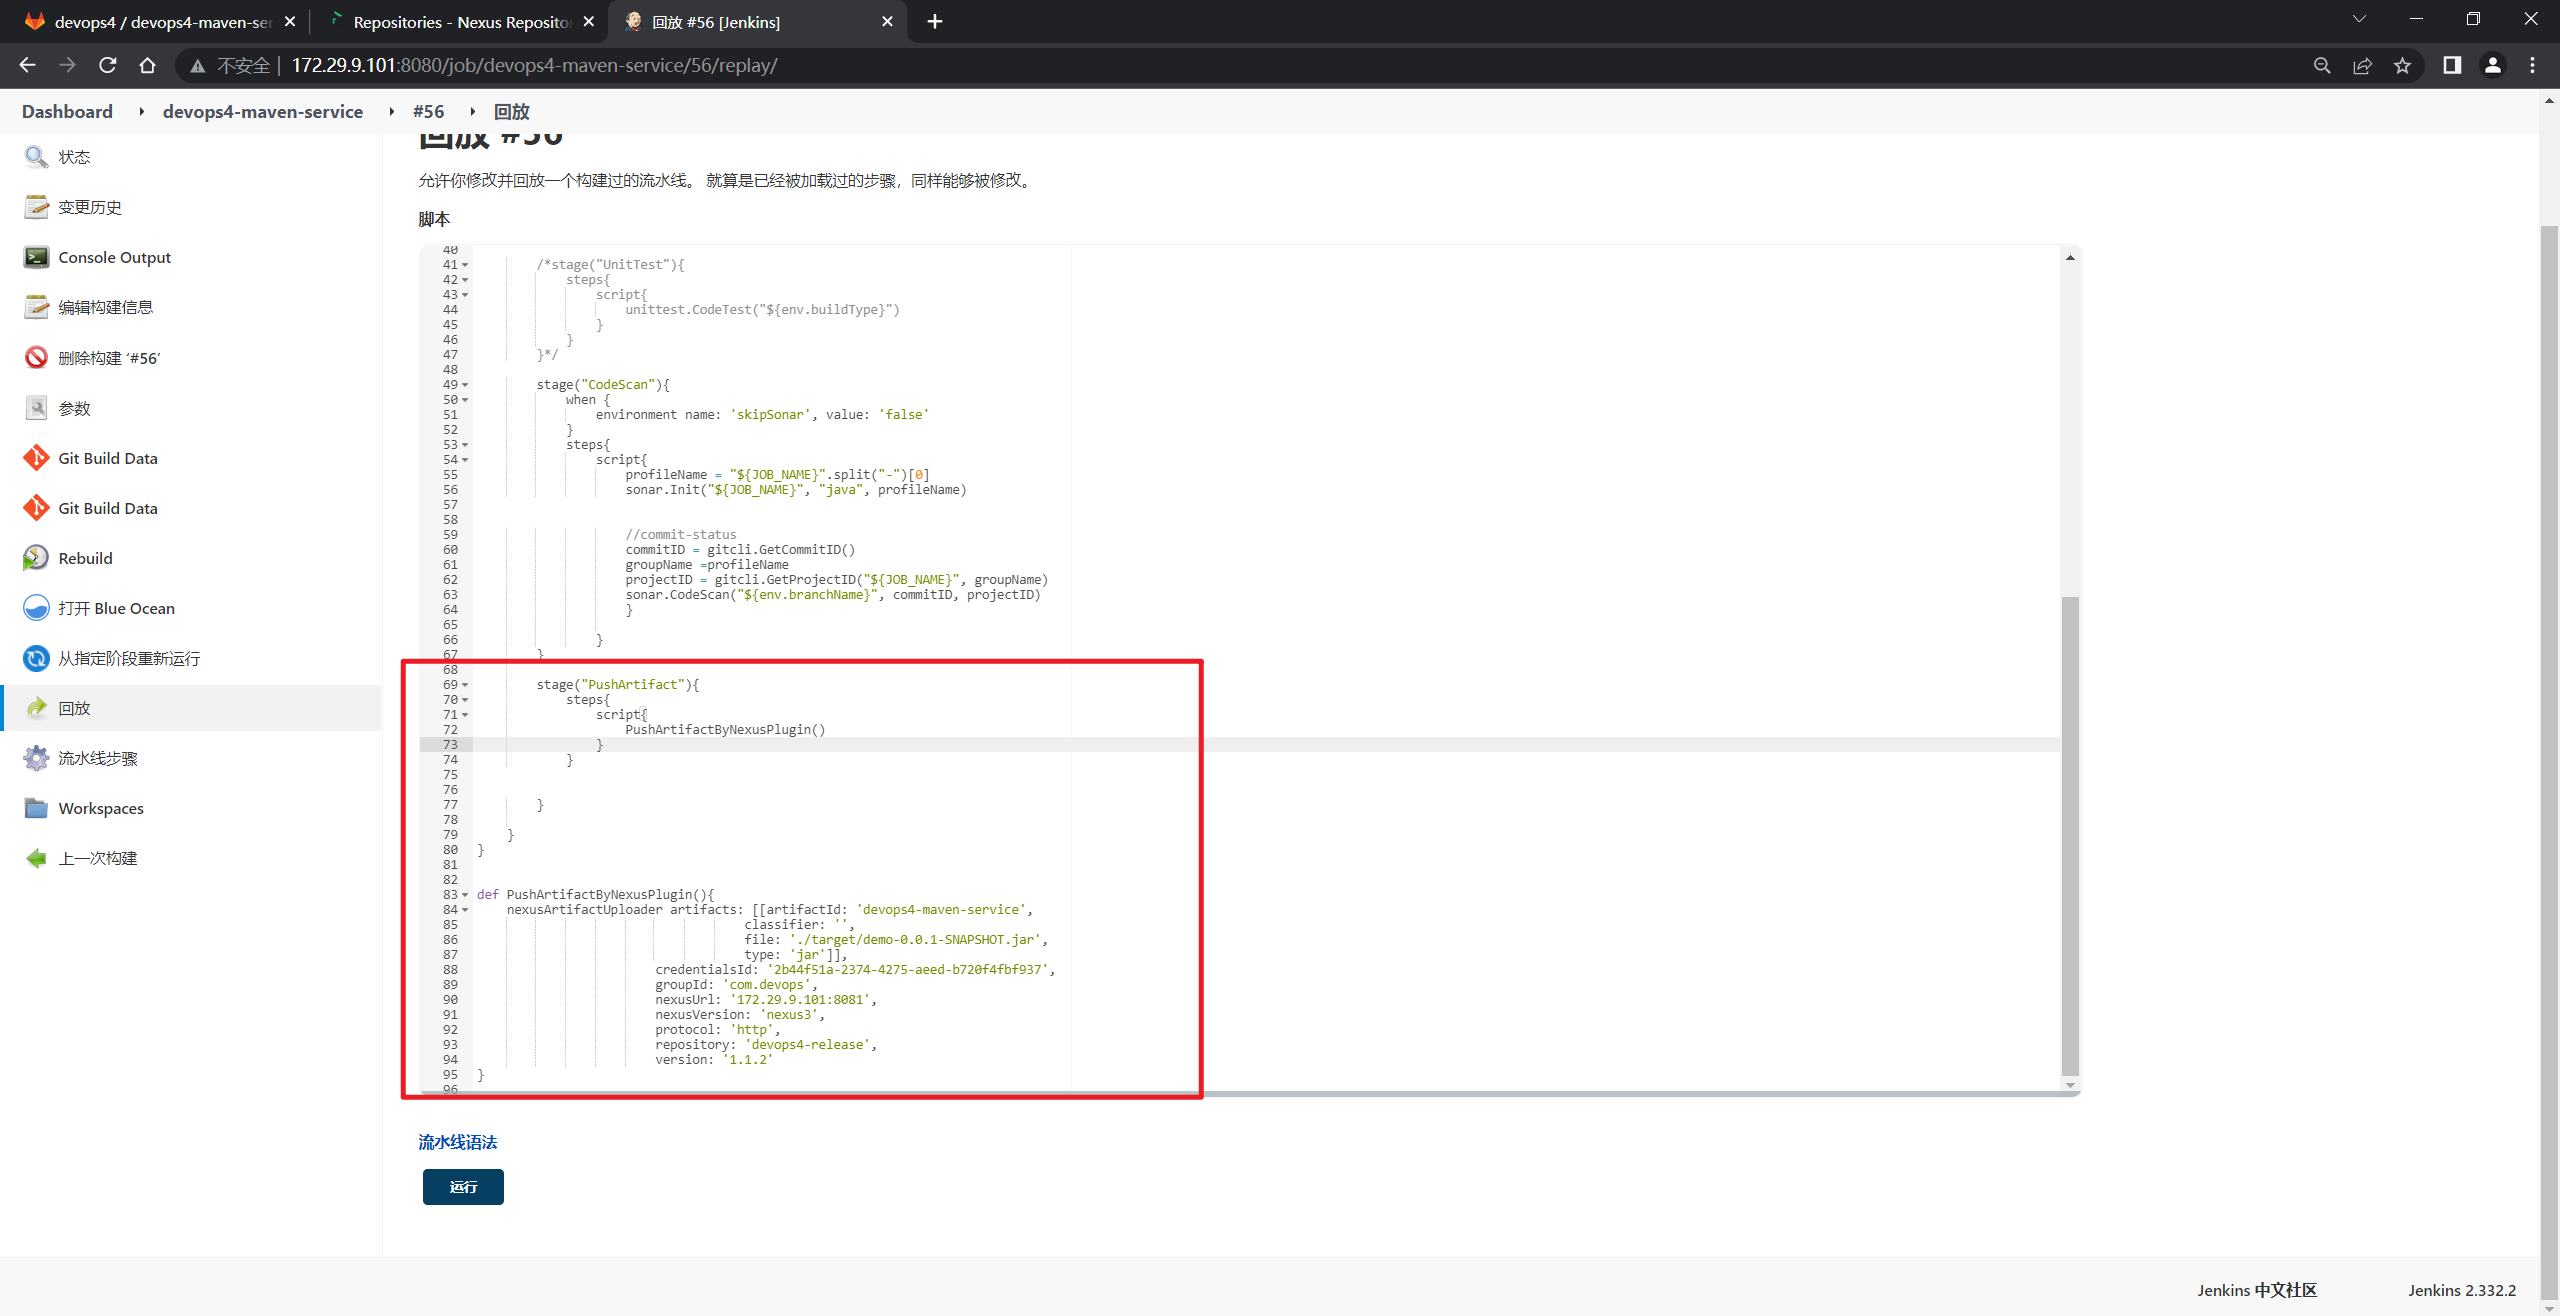 devops4 / devops4-maven-ser
Repositories - Nexus Reposito
回放 #56 [Jenkins]
不安全 | 172.29.9.101:8080/job/devops4-maven-service/56/replay/
Dashboard devops4-maven-service #56 回放
状态
变更历史
Console Output
编辑构建信息
删除构建 ‘#56’
参数
Git Build Data
Git Build Data
Rebuild
打开 Blue Ocean
从指定阶段重新运行
回放
流水线步骤
Workspaces
上一次构建
回放 #56
允许你修改并回放一个构建过的流水线。 就算是已经被加载过的步骤，同样能够被修改。
脚本
40
41 /*stage("UnitTest"){
42 steps{
43 script{
44 unittest.CodeTest("${env.buildType}")
45 }
46 }
47 }*/
48
49 stage("CodeScan"){
50 when {
51 environment name: 'skipSonar', value: 'false'
52 }
53 steps{
54 script{
55 profileName = "${JOB_NAME}".split("-")[0]
56 sonar.Init("${JOB_NAME}", "java", profileName)
57
58
59 //commit-status
60 commitID = gitcli.GetCommitID()
61 groupName =profileName
62 projectID = gitcli.GetProjectID("${JOB_NAME}", groupName)
63 sonar.CodeScan("${env.branchName}", commitID, projectID)
64 }
65
66 }
67 }
68
69 stage("PushArtifact"){
70 steps{
71 script{
72 PushArtifactByNexusPlugin()
73 }
74 }
75
76
77 }
78
79 }
80 }
81
82
83 def PushArtifactByNexusPlugin(){
84 nexusArtifactUploader artifacts: [[artifactId: 'devops4-maven-service',
85 classifier: '',
86 file: './target/demo-0.0.1-SNAPSHOT.jar',
87 type: 'jar']],
88 credentialsId: '2b44f51a-2374-4275-aeed-b720f4fbf937',
89 groupId: 'com.devops',
90 nexusUrl: '172.29.9.101:8081',
91 nexusVersion: 'nexus3',
92 protocol: 'http',
93 repository: 'devops4-release',
94 version: '1.1.2'
95 }
96
流水线语法
运行
Jenkins 中文社区 Jenkins 2.332.2